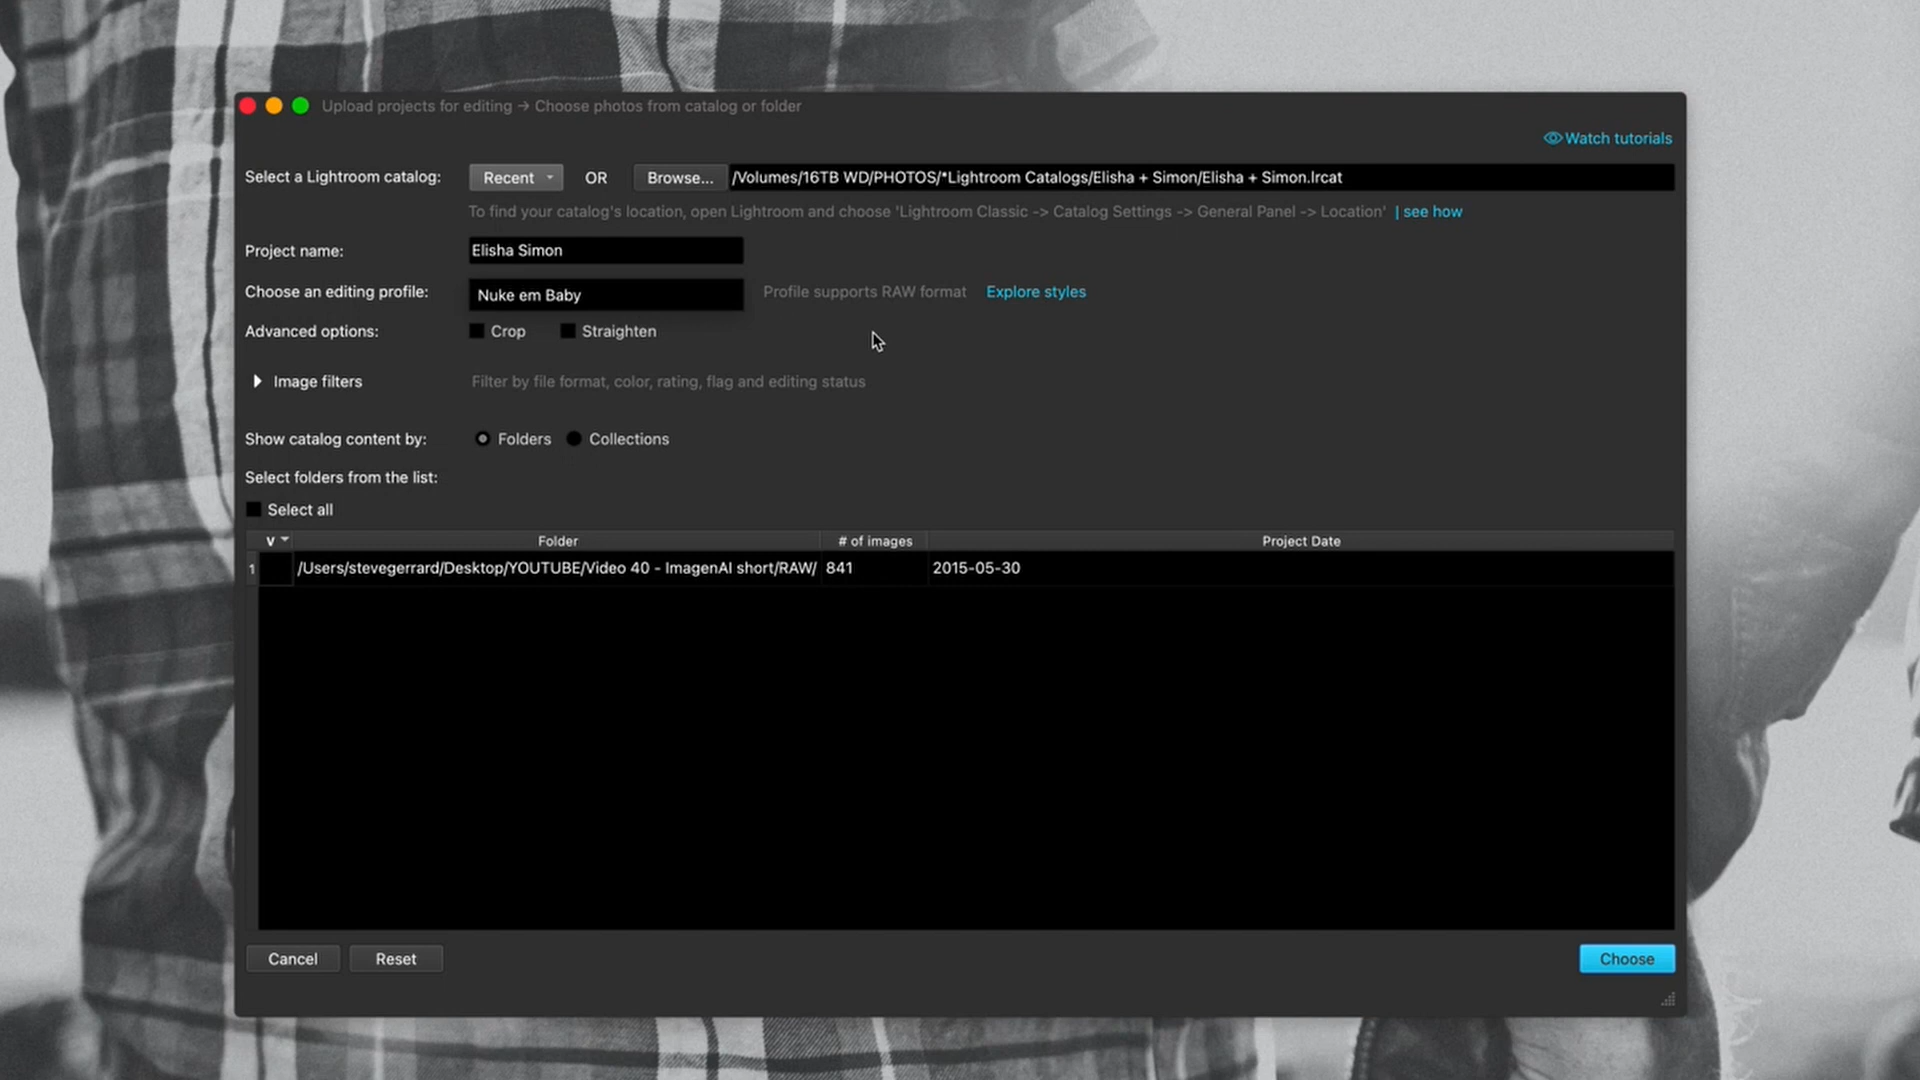 Upload projects for editing → Choose photos from catalog or folder
Watch tutorials
Select a Lightroom catalog: Recent OR Browse... /Volumes/16TB WD/PHOTOS/*Lightroom Catalogs/Elisha + Simon/Elisha + Simon.lrcat
To find your catalog's location, open Lightroom and choose 'Lightroom Classic -> Catalog Settings -> General Panel -> Location' | see how
Project name: Elisha Simon
Choose an editing profile: Nuke em Baby Profile supports RAW format Explore styles
Advanced options: Crop Straighten
Image filters Filter by file format, color, rating, flag and editing status
Show catalog content by: Folders Collections
Select folders from the list:
Select all
v Folder # of images Project Date
1 /Users/stevegerrard/Desktop/YOUTUBE/Video 40 - ImagenAI short/RAW/ 841 2015-05-30
Cancel Reset Choose